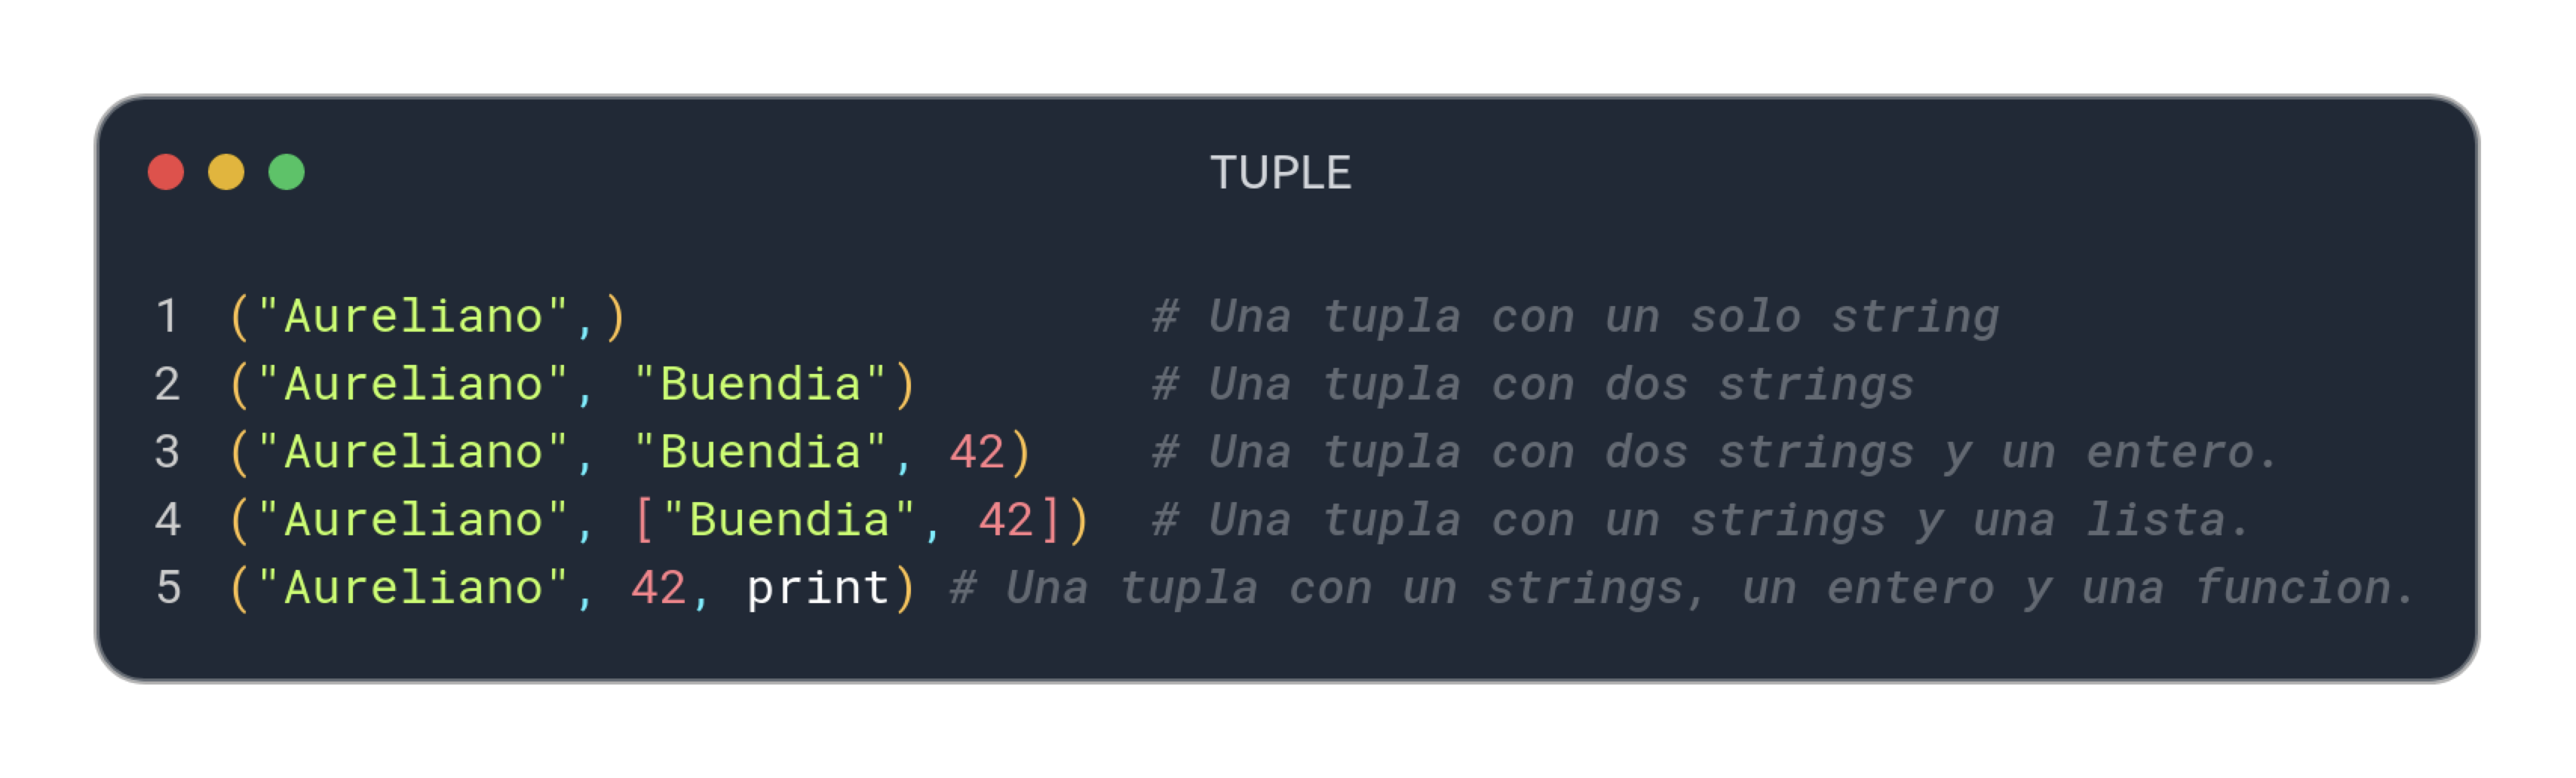 TUPLE
1 ("Aureliano",) # Una tupla con un solo string
2 ("Aureliano", "Buendia") # Una tupla con dos strings
3 ("Aureliano", "Buendia", 42) # Una tupla con dos strings y un entero.
4 ("Aureliano", ["Buendia", 42]) # Una tupla con un strings y una lista.
5 ("Aureliano", 42, print) # Una tupla con un strings, un entero y una funcion.